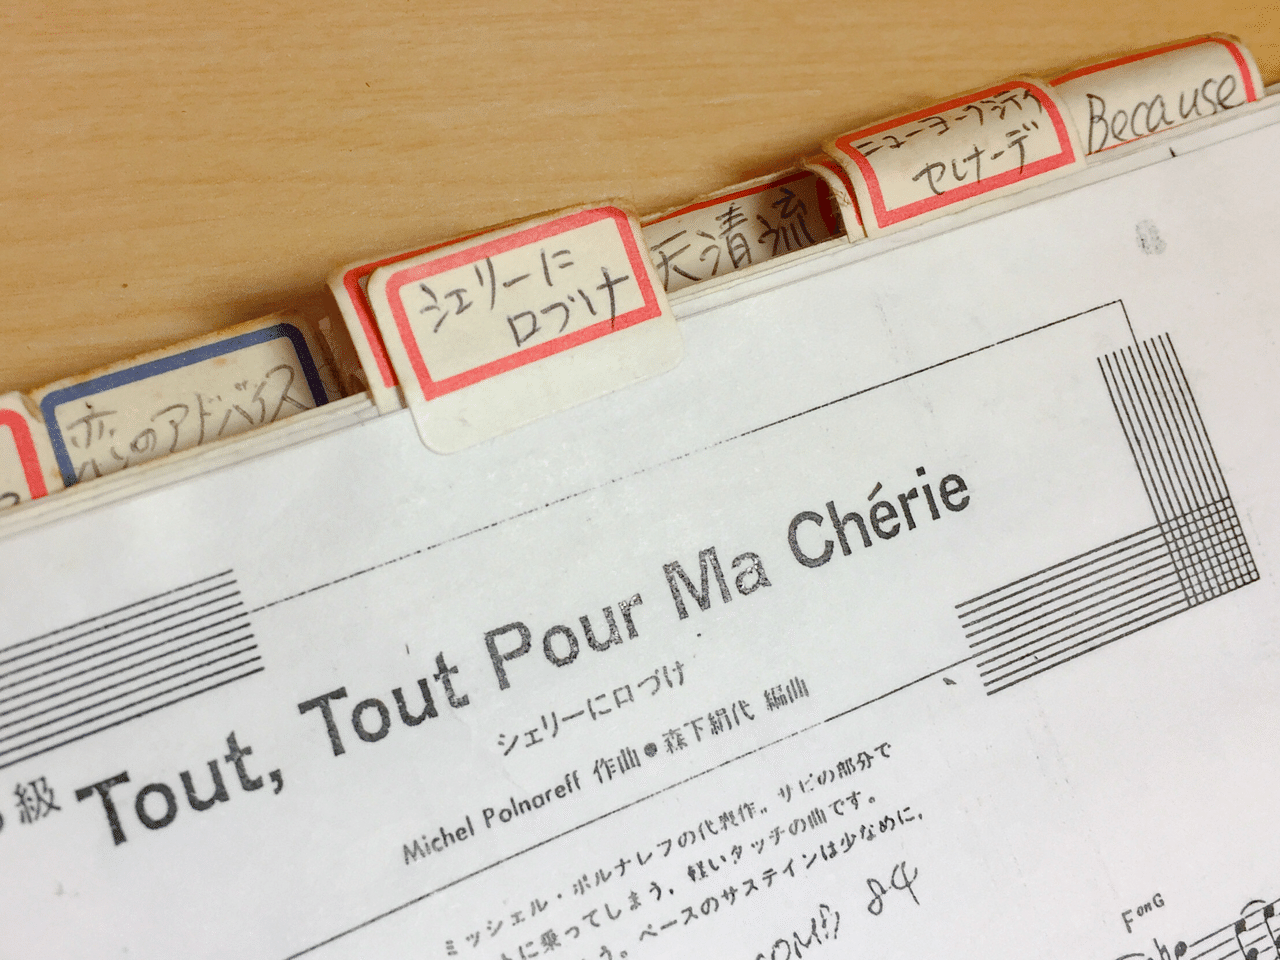 Because
ニューヨークシティ
セレナーデ
天清流
シェリーに
口づけ
恋のアドバイス
級
Tout, Tout Pour Ma Chérie
シェリーに口づけ
Michel Polnareff 作曲●森下絹代 編曲
ミッシェル・ポルナレフの代表作。サビの部分で
に乗ってしまう，軽いタッチの曲です。
う。ベースのサステインは少なめに，
84
F on G